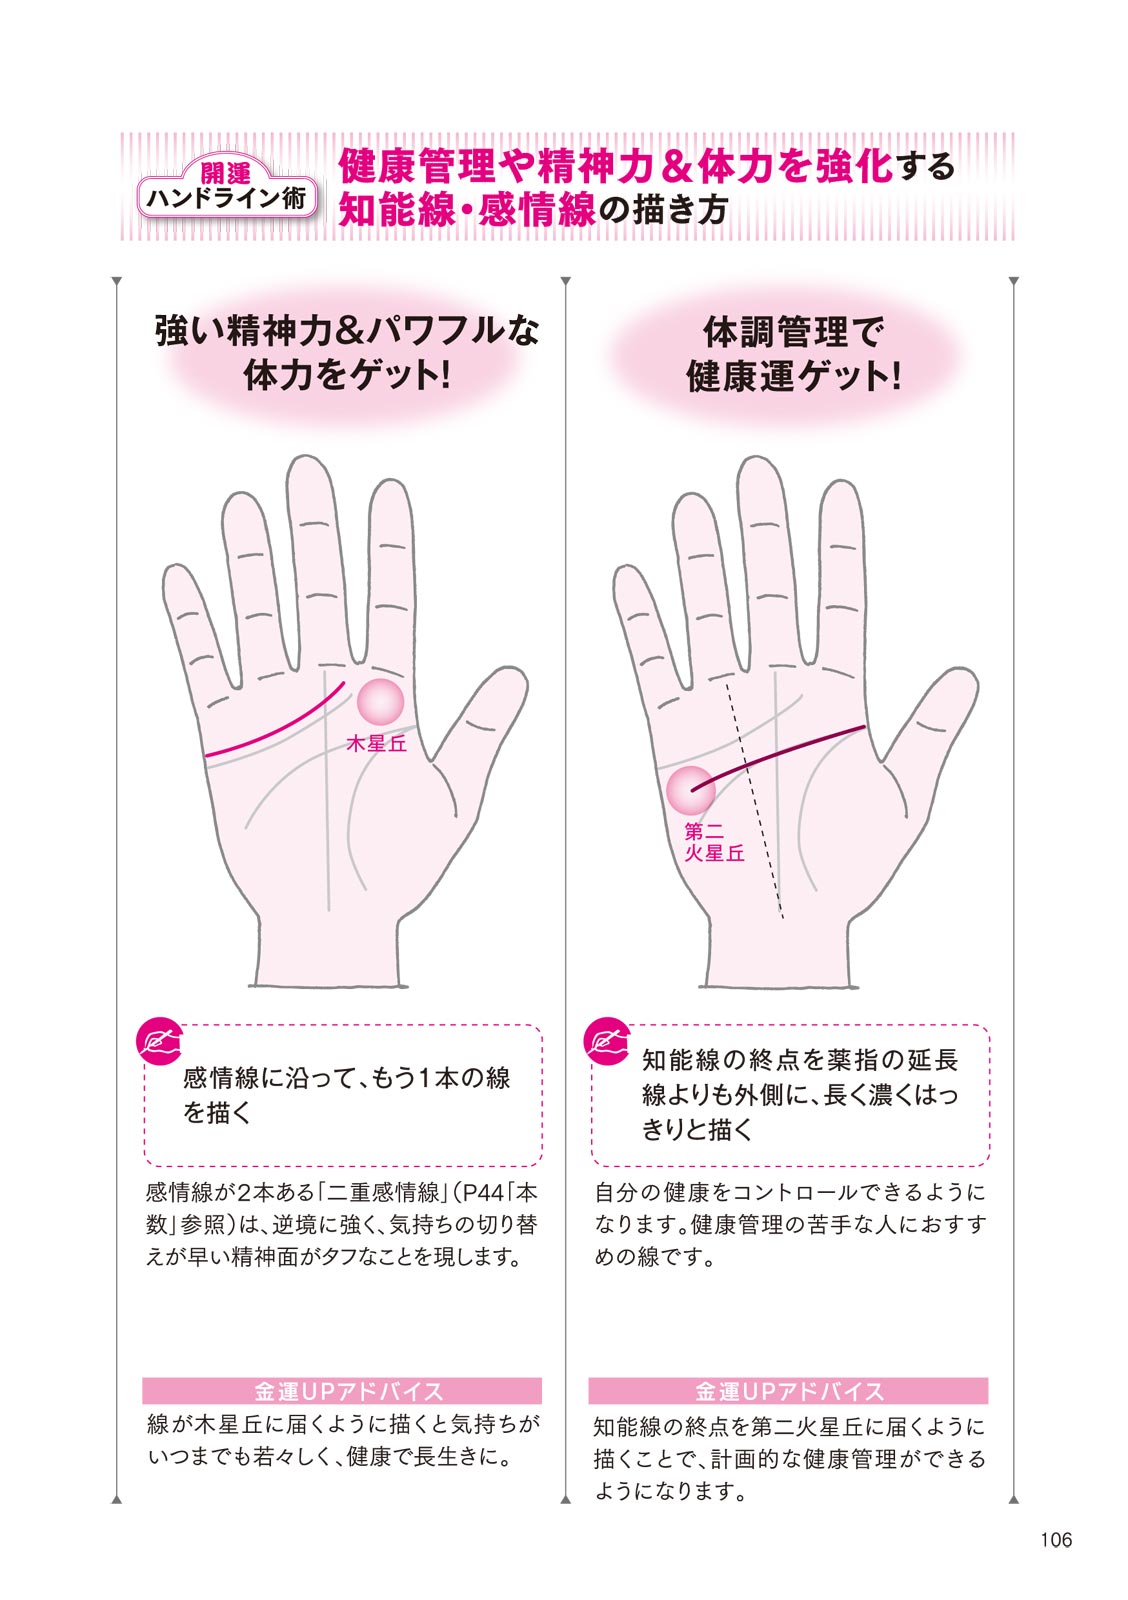 開運
ハンドライン術
健康管理や精神力＆体力を強化する
知能線・感情線の描き方
強い精神力＆パワフルな
体力をゲット!
木星丘
感情線に沿って、もう1本の線
を描く
感情線が2本ある「二重感情線」（P44「本
数」参照）は、逆境に強く、気持ちの切り替
えが早い精神面がタフなことを現します。
金運UPアドバイス
線が木星丘に届くように描くと気持ちが
いつまでも若々しく、健康で長生きに。
体調管理で
健康運ゲット!
第二
火星丘
知能線の終点を薬指の延長
線よりも外側に、長く濃くはっ
きりと描く
自分の健康をコントロールできるように
なります。健康管理の苦手な人におすす
めの線です。
金運UPアドバイス
知能線の終点を第二火星丘に届くように
描くことで、計画的な健康管理ができる
ようになります。
106